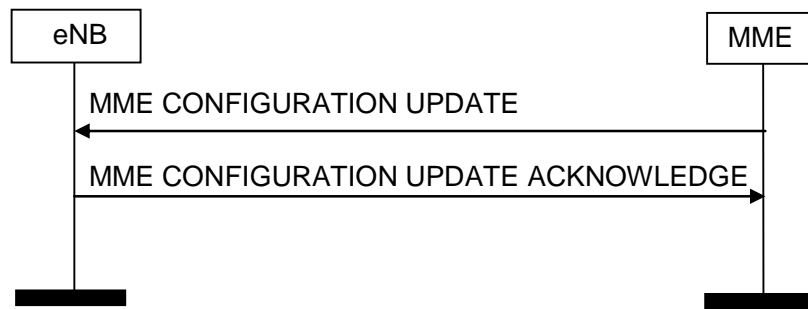 eNB
MME
MME CONFIGURATION UPDATE
MME CONFIGURATION UPDATE ACKNOWLEDGE